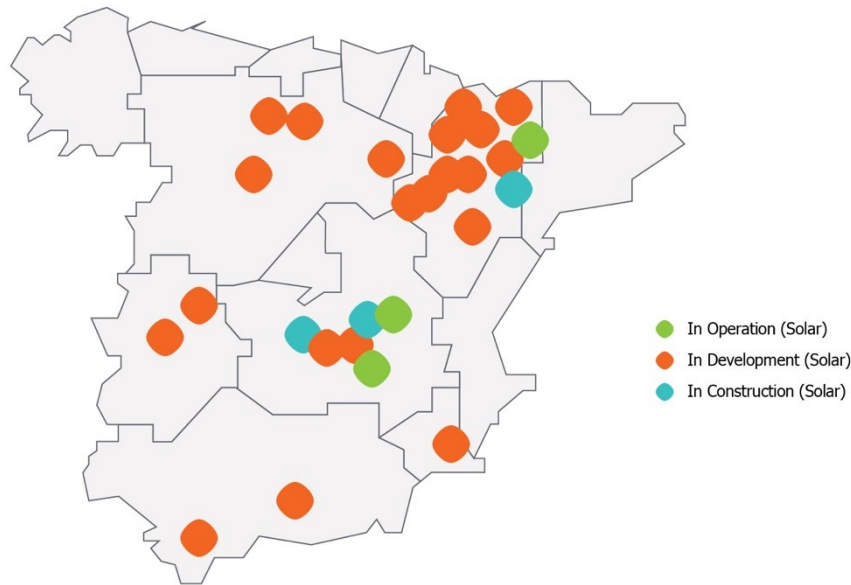 In Operation (Solar)
In Development (Solar)
In Construction (Solar)